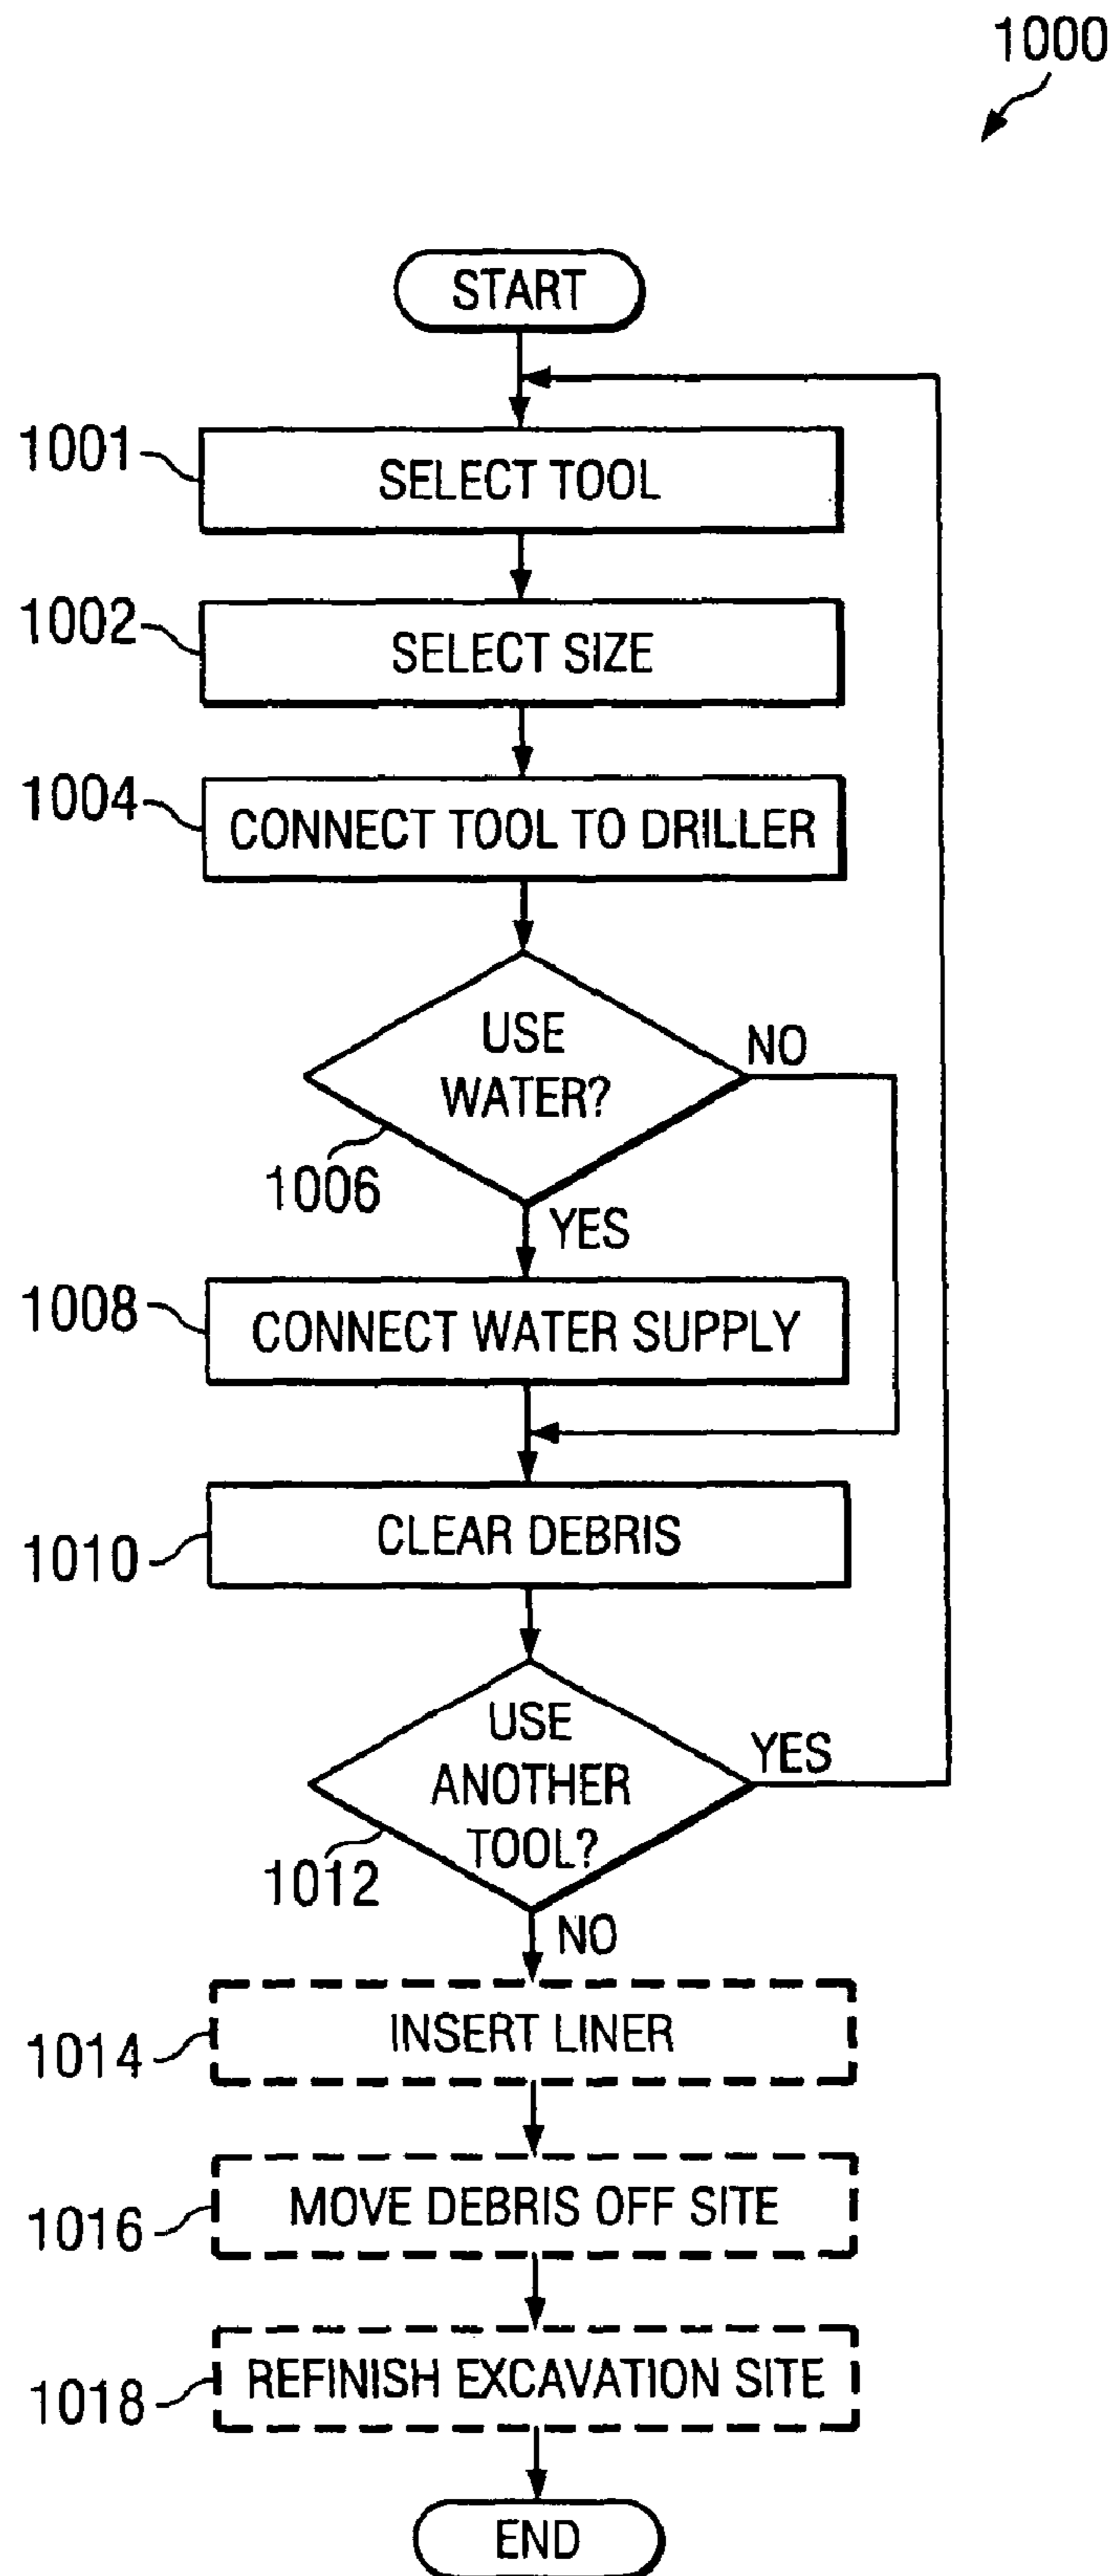 1000
START
1001
SELECT TOOL
1002
SELECT SIZE
1004
CONNECT TOOL TO DRILLER
USE
WATER?
NO
1006
YES
1008
CONNECT WATER SUPPLY
1010
CLEAR DEBRIS
USE
ANOTHER
TOOL?
YES
1012
NO
1014
INSERT LINER
1016
MOVE DEBRIS OFF SITE
1018
REFINISH EXCAVATION SITE
END